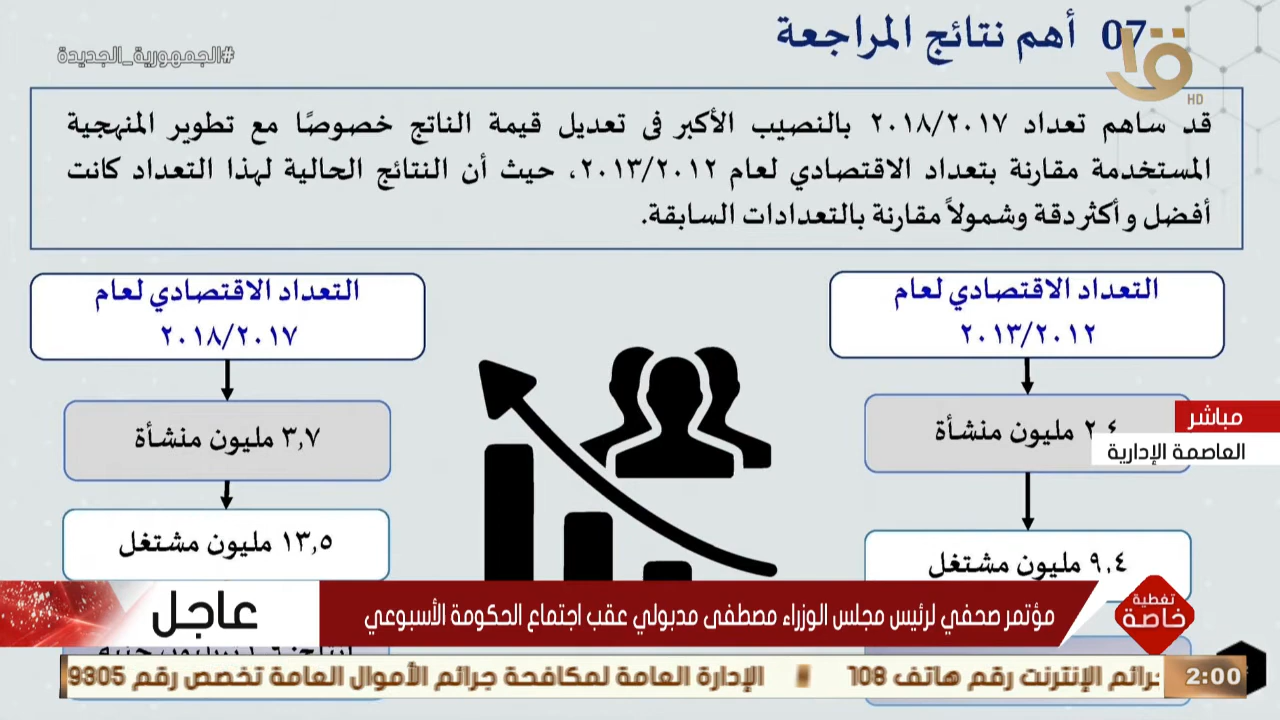 07 أهم نتائج المراجعة
#الجمهورية_الجديدة
HD
قد ساهم تعداد ٢٠١٨/٢٠١٧ بالنصيب الأكبر فى تعديل قيمة الناتج خصوصًا مع تطوير المنهجية
المستخدمة مقارنة بتعداد الاقتصادي لعام ٢٠١٣/٢٠١٢، حيث أن النتائج الحالية لهذا التعداد كانت
أفضل و أكثر دقة وشمولاً مقارنة بالتعدادات السابقة.
التعداد الاقتصادي لعام
٢٠١٣/٢٠١٢
٢,٤ مليون منشأة
٩,٤ مليون مشتغل
التعداد الاقتصادي لعام
٢٠١٨/٢٠١٧
٣,٧ مليون منشأة
١٣,٥ مليون مشتغل
مباشر
العاصمة الإدارية
تغطية
خاصة
مؤتمر صحفي لرئيس مجلس الوزراء مصطفى مدبولي عقب اجتماع الحكومة الأسبوعي
عاجل
2:00
جرائم الإنترنت رقم هاتف 108
الإدارة العامة لمكافحة جرائم الأموال العامة تخصص رقم 9805